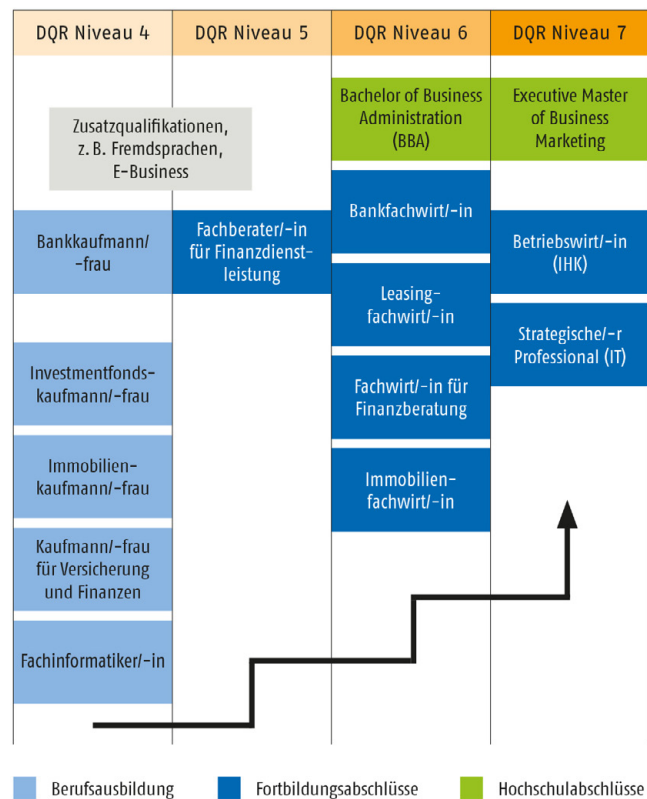 DQR Niveau 4
DQR Niveau 5
DQR Niveau 6
DQR Niveau 7
Zusatzqualifikationen,
z. B. Fremdsprachen,
E-Business
Bankkaufmann/
-frau
Investmentfonds-
kaufmann/-frau
Immobilien-
kaufmann/-frau
Kaufmann/-frau
für Versicherung
und Finanzen
Fachinformatiker/-in
Fachberater/-in
für Finanzdienst-
leistung
Bachelor of Business
Administration
(BBA)
Bankfachwirt/-in
Leasing-
fachwirt/-in
Fachwirt/-in für
Finanzberatung
Immobilien-
fachwirt/-in
Executive Master
of Business
Marketing
Betriebswirt/-in
(IHK)
Strategische/-r
Professional (IT)
Berufsausbildung
Fortbildungsabschlüsse
Hochschulabschlüsse